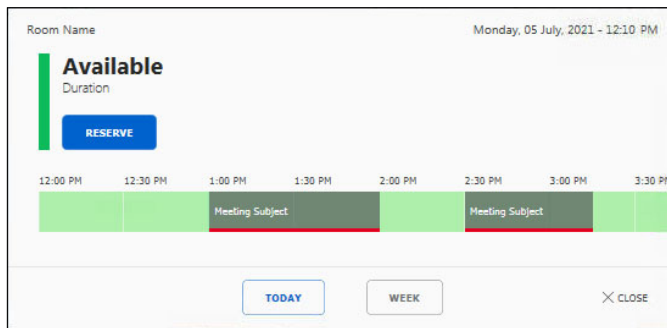 Room Name
Monday, 05 July, 2021 - 12:10 PM
Available
Duration
RESERVE
12:00 PM 12:30 PM 1:00 PM 1:30 PM 2:00 PM 2:30 PM 3:00 PM 3:30
Meeting Subject Meeting Subject
TODAY WEEK CLOSE